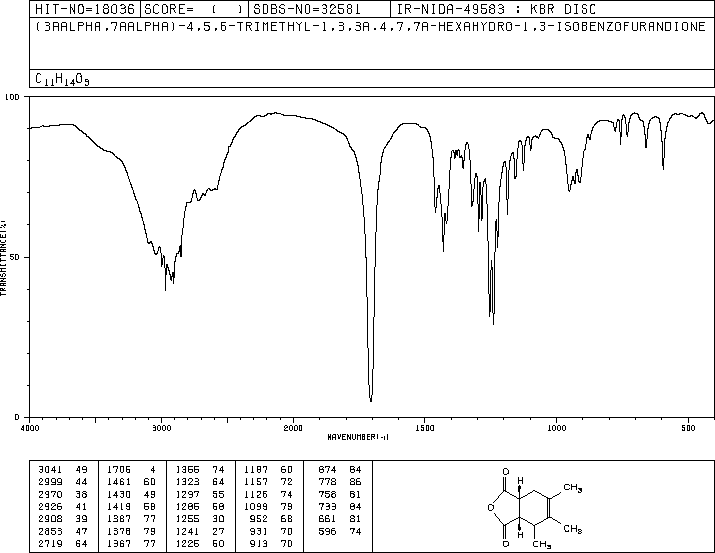 HIT-NO=18036 SCORE= ( ) SDBS-NO=32581 IR-NIDA-49583 : KBR DISC
(3AALPHA,7AALPHA)-4,5,6-TRIMETHYL-1,3,3A,4,7,7A-HEXAHYDRO-1,3-ISOBENZOFURANDIONE
C11H14O3
100
50
0
TRANSMITTANCE(%)
4000 3000 2000 1500 1000 500
WAVENUMBER(-1)
3041 49 1706 4 1366 74 1187 60 874 84
2999 44 1461 60 1323 64 1157 72 778 86
2970 38 1430 49 1297 55 1126 74 758 81
2926 41 1419 58 1286 58 1099 79 733 84
2908 39 1387 77 1255 30 952 68 661 81
2853 47 1378 79 1241 27 931 70 596 74
2719 64 1367 77 1226 50 913 70
O
H
CH3
O
CH3
H
O
CH3